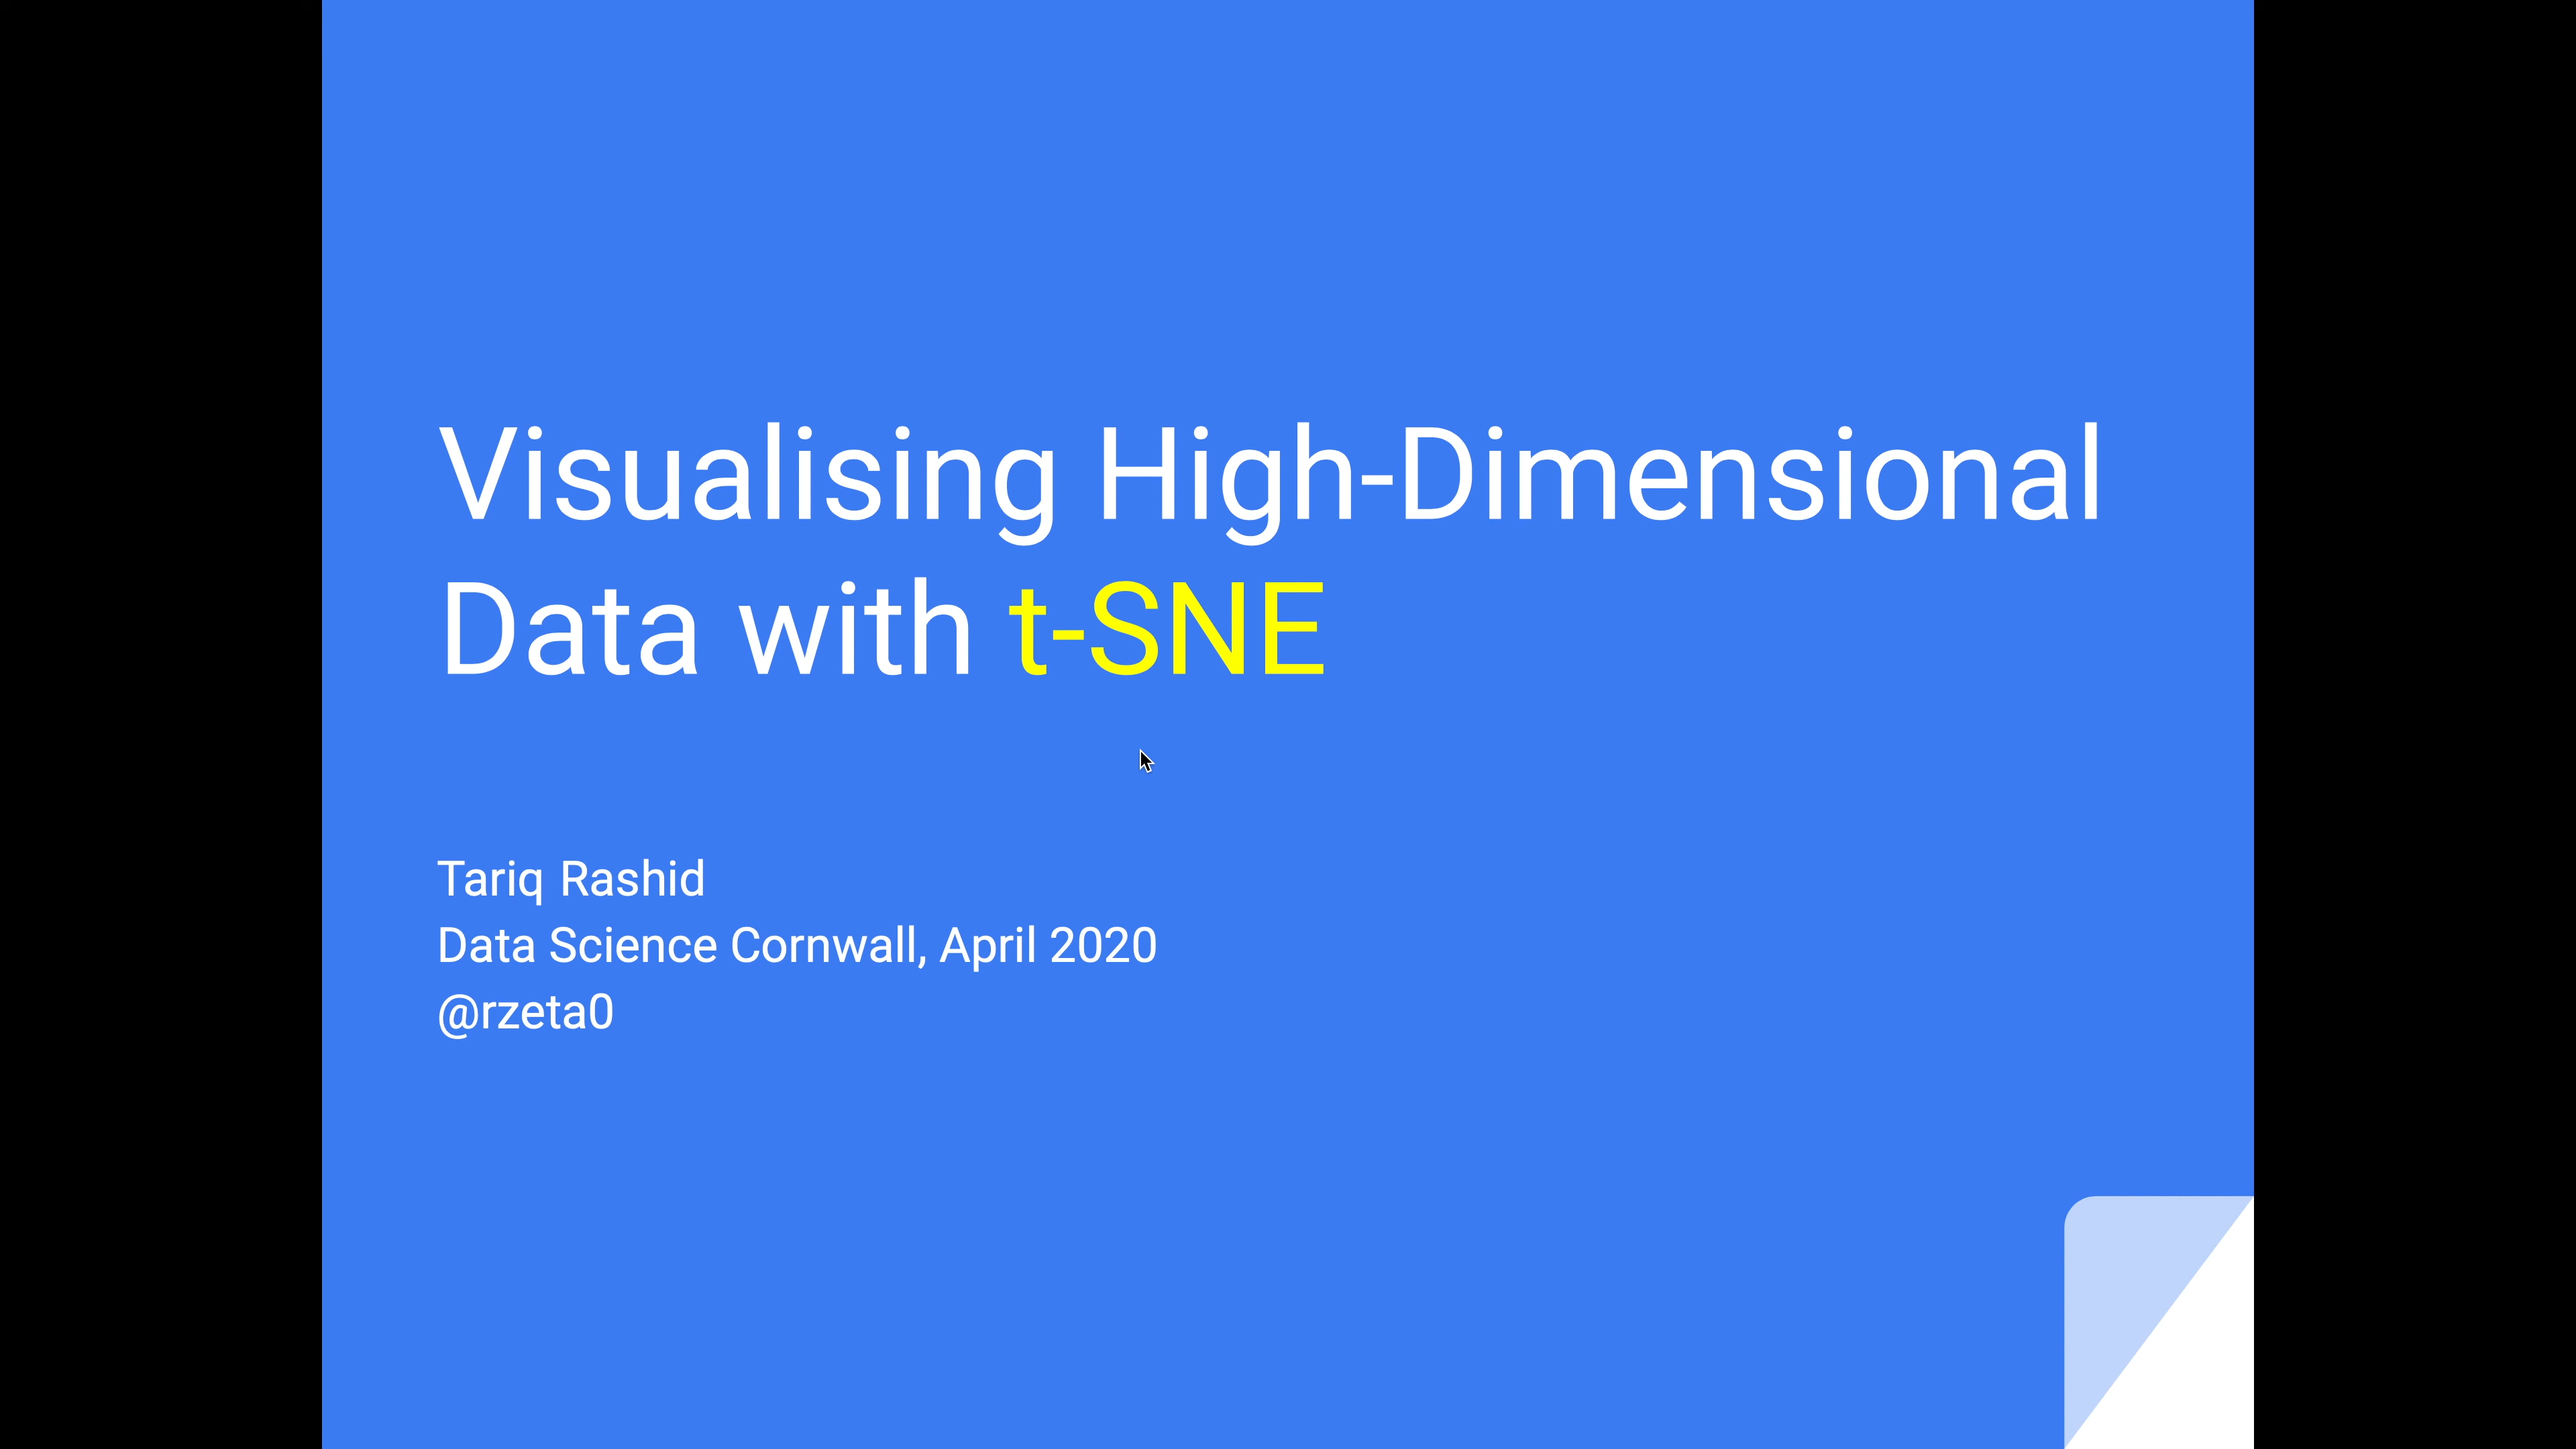 Visualising High-Dimensional
Data with t-SNE
Tariq Rashid
Data Science Cornwall, April 2020
@rzeta0